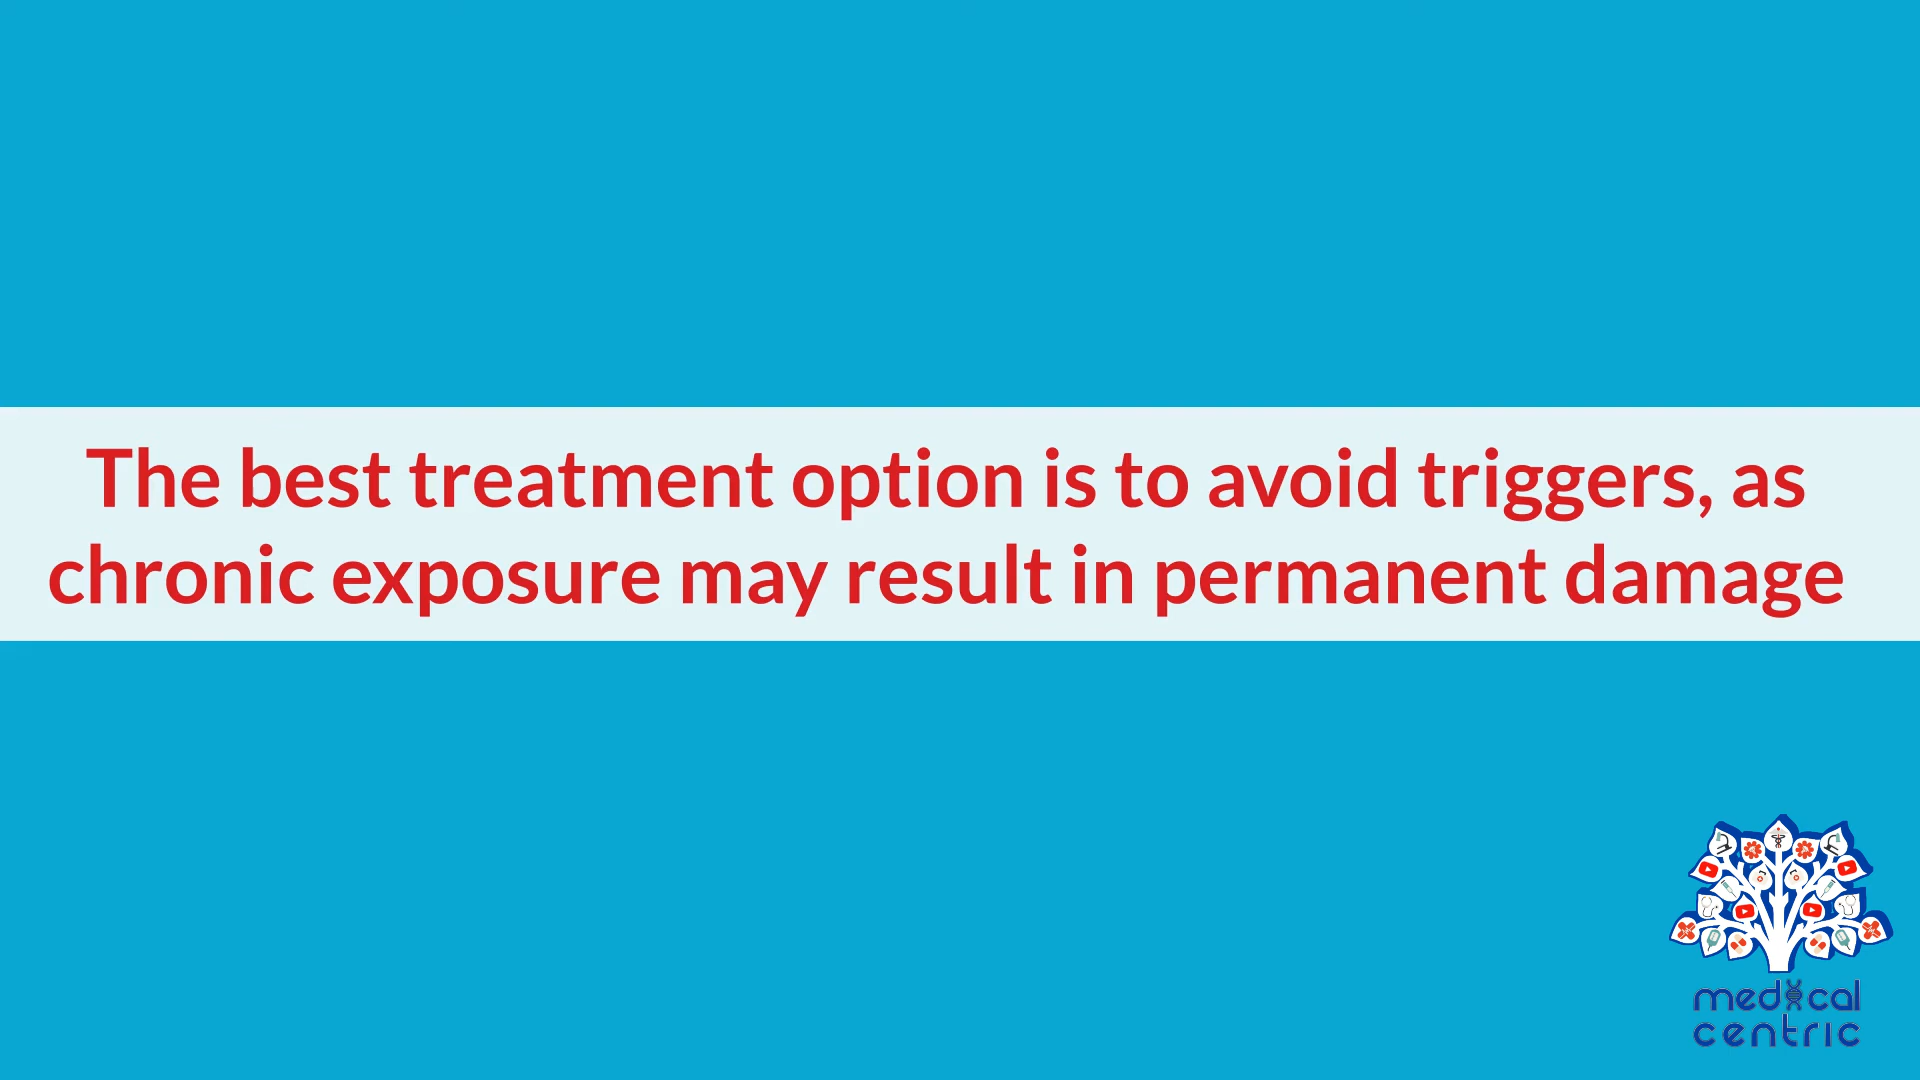 The best treatment option is to avoid triggers, as
chronic exposure may result in permanent damage
medical
centric